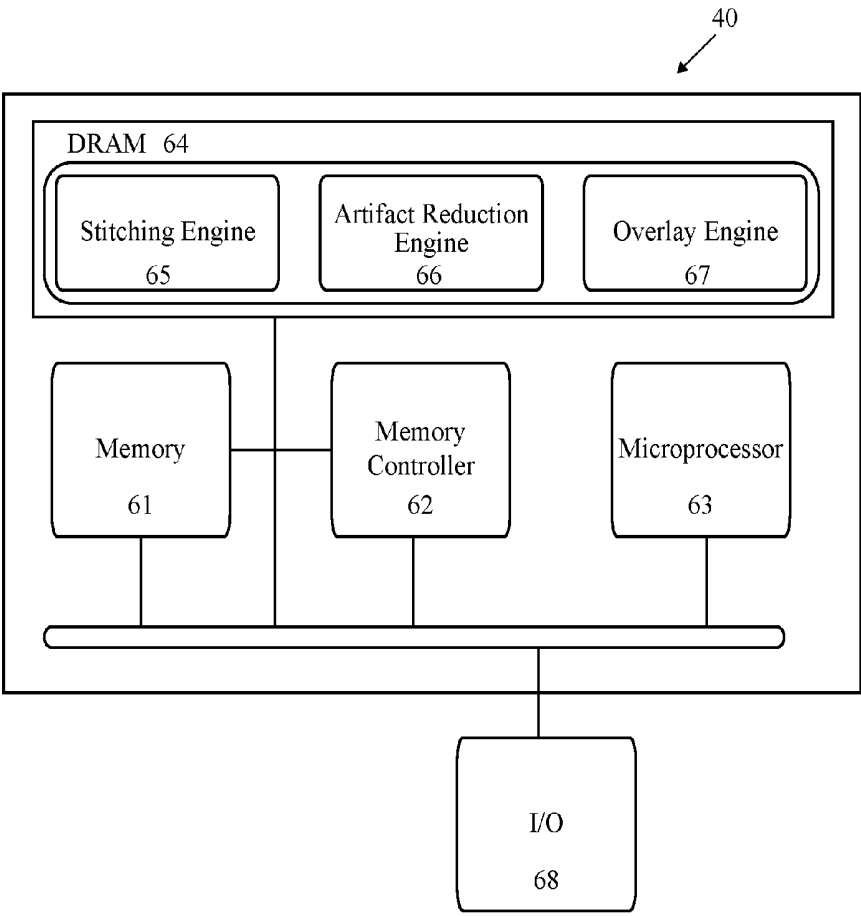 40
DRAM 64
Stitching Engine
65
Artifact Reduction
Engine
66
Overlay Engine
67
Memory
61
Memory
Controller
62
Microprocessor
63
I/O
68